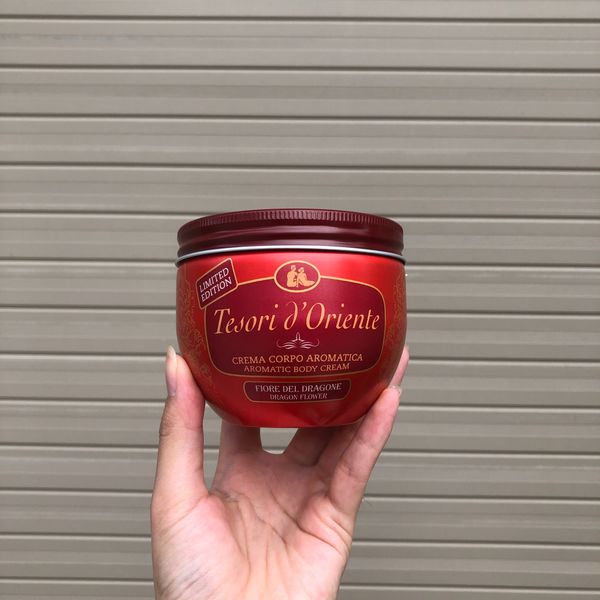 LIMITED
EDITION
Tesori d'Oriente
CREMA CORPO AROMATICA
AROMATIC BODY CREAM
FIORE DEL DRAGONE
DRAGON FLOWER